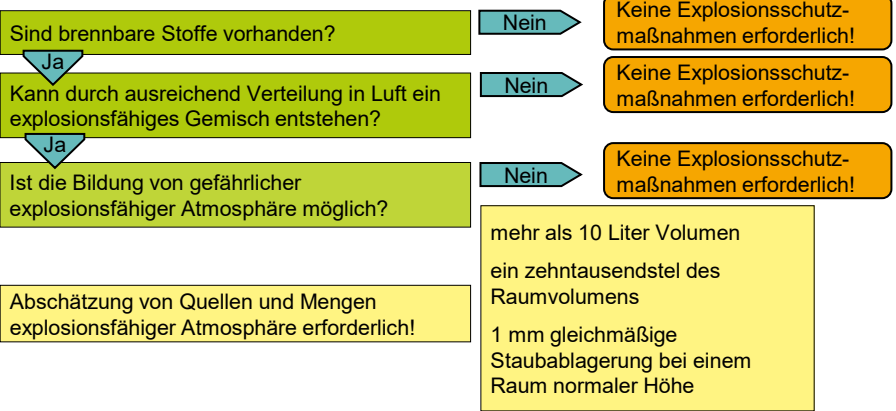 Sind brennbare Stoffe vorhanden?
Nein
Keine Explosionsschutz-
maßnahmen erforderlich!
Ja
Kann durch ausreichend Verteilung in Luft ein
explosionsfähiges Gemisch entstehen?
Nein
Keine Explosionsschutz-
maßnahmen erforderlich!
Ja
Ist die Bildung von gefährlicher
explosionsfähiger Atmosphäre möglich?
Nein
Keine Explosionsschutz-
maßnahmen erforderlich!
mehr als 10 Liter Volumen
ein zehntausendstel des
Raumvolumens
1 mm gleichmäßige
Staubablagerung bei einem
Raum normaler Höhe
Abschätzung von Quellen und Mengen
explosionsfähiger Atmosphäre erforderlich!